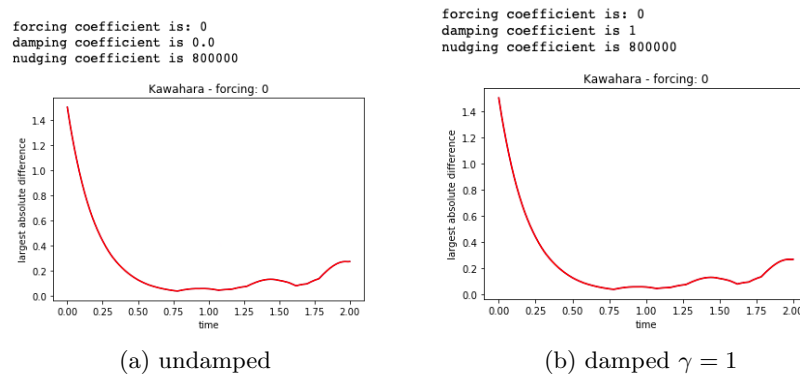 forcing coefficient is: 0
damping coefficient is 0.0
nudging coefficient is 800000
Kawahara - forcing: 0
largest absolute difference
1.4
1.2
1.0
0.8
0.6
0.4
0.2
0.0
0.00 0.25 0.50 0.75 1.00 1.25 1.50 1.75 2.00
time
(a) undamped
forcing coefficient is: 0
damping coefficient is 1
nudging coefficient is 800000
Kawahara - forcing: 0
largest absolute difference
1.4
1.2
1.0
0.8
0.6
0.4
0.2
0.0
0.00 0.25 0.50 0.75 1.00 1.25 1.50 1.75 2.00
time
(b) damped γ = 1